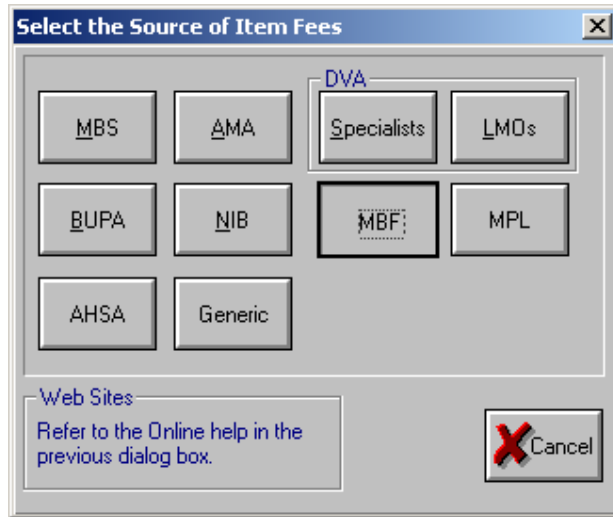 Select the Source of Item Fees
DVA
MBS
AMA
Specialists
LMOs
BUPA
NIB
MBF
MPL
AHSA
Generic
Web Sites
Refer to the Online help in the
previous dialog box.
Cancel